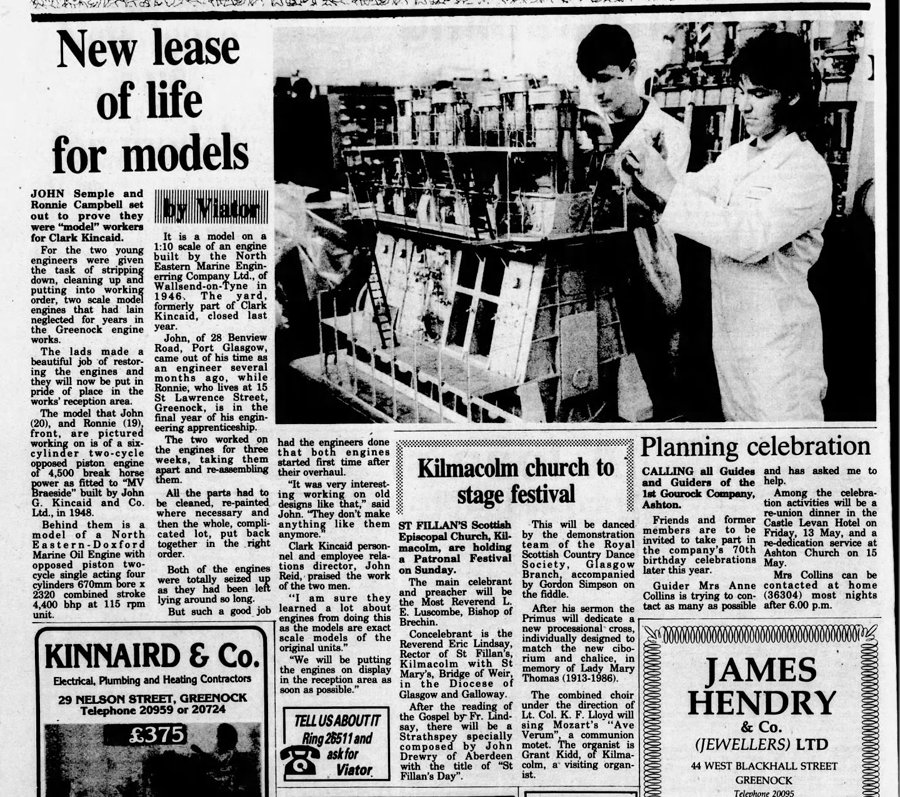 New lease
of life
for models
JOHN Semple and
Ronnie Campbell set
out to prove they
were “model” workers
for Clark Kincaid.
For the two young
engineers were given
the task of stripping
down, cleaning up and
putting into working
order, two scale model
engines that had lain
neglected for years in
the Greenock engine
works.
The lads made a
beautiful job of restor-
ing the engines and
they will now be put in
pride of place in the
works' reception area.
The model that John
(20), and Ronnie (19),
front, are pictured
working on is of a six-
cylinder two-cycle
opposed piston engine
of 4,500 break horse
power as fitted to “MV
Braeside” built by John
G. Kincaid and Co.
Ltd., in 1948.
Behind them is a
model of a North
Eastern-Doxford
Marine Oil Engine with
opposed piston two-
cycle single acting four
cylinders 670mm bore x
2320 combined stroke
4,400 bhp at 115 rpm
unit.
by Viator
It is a model on a
1:10 scale of an engine
built by the North
Eastern Marine Engin-
erring Company Ltd., of
Wallsend-on-Tyne in
1946. The yard,
formerly part of Clark
Kincaid, closed last
year.
John, of 28 Benview
Road, Port Glasgow,
came out of his time as
an engineer several
months ago, while
Ronnie, who lives at 15
St Lawrence Street,
Greenock, is in the
final year of his engin-
eering apprenticeship.
The two worked on
the engines for three
weeks, taking them
apart and re-assembling
them.
All the parts had to
be cleaned, re-painted
where necessary and
then the whole, compli-
cated lot, put back
together in the right
order.
Both of the engines
were totally seized up
as they had been left
lying around so long.
But such a good job
had the engineers done
that both engines
started first time after
their overhaul.
“It was very interest-
ing working on old
designs like that,” said
John. “They don't make
anything like them
anymore.”
Clark Kincaid person-
nel and employee rela-
tions director, John
Reid, praised the work
of the two men.
“I am sure they
learned a lot about
engines from doing this
as the models are exact
scale models of the
original units.”
“We will be putting
the engines on display
in the reception area as
soon as possible.”
TELL US ABOUT IT
Ring 26511 and
ask for
Viator
Kilmacolm church to
stage festival
ST FILLAN'S Scottish
Episcopal Church, Kil-
macolm, are holding
a Patronal Festival
on Sunday.
The main celebrant
and preacher will be
the Most Reverend L.
E. Luscombe, Bishop of
Brechin.
Concelebrant is the
Reverend Eric Lindsay,
Rector of St Fillan's,
Kilmacolm with St
Mary's, Bridge of Weir,
in the Diocese of
Glasgow and Galloway.
After the reading of
the Gospel by Fr. Lind-
say, there will be a
Strathspey specially
composed by John
Drewry of Aberdeen
with the title of “St
Fillan's Day”.
This will be danced
by the demonstration
team of the Royal
Scottish Country Dance
Society, Glasgow
Branch, accompanied
by Gordon Simpson on
the fiddle.
After his sermon the
Primus will dedicate a
new processional cross,
individually designed to
match the new cibo-
rium and chalice, in
memory of Lady Mary
Thomas (1913-1986).
The combined choir
under the direction of
Lt. Col. K. F. Lloyd will
sing Mozart's “Ave
Verum”, a communion
motet. The organist is
Grant Kidd, of Kilma-
colm, a visiting organ-
ist.
Planning celebration
CALLING all Guides
and Guiders of the
1st Gourock Company,
Ashton.
Friends and former
members are to be
invited to take part in
the company's 70th
birthday celebrations
later this year.
Guider Mrs Anne
Collins is trying to con-
tact as many as possible
and has asked me to
help.
Among the celebra-
tion activities will be a
re-union dinner in the
Castle Levan Hotel on
Friday, 13 May, and a
re-dedication service at
Ashton Church on 15
May.
Mrs Collins can be
contacted at home
(36304) most nights
after 6.00 p.m.
KINNAIRD & Co.
Electrical, Plumbing and Heating Contractors
29 NELSON STREET, GREENOCK
Telephone 20959 or 20724
£375
JAMES
HENDRY
& Co.
(JEWELLERS) LTD
44 WEST BLACKHALL STREET
GREENOCK
Telephone 20095